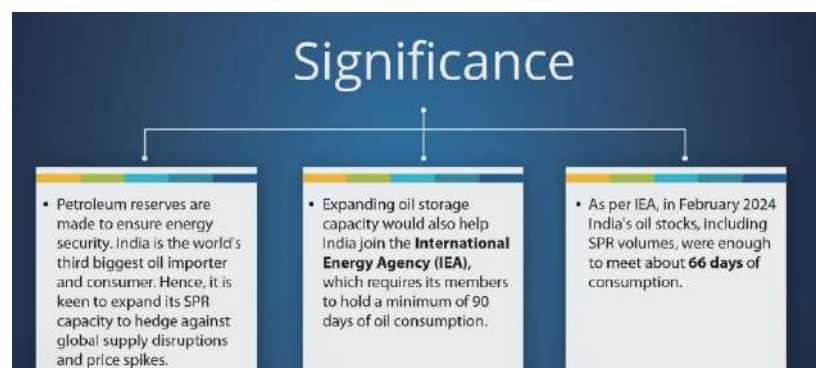 Significance
• Petroleum reserves are
made to ensure energy
security. India is the world's
third biggest oil importer
and consumer. Hence, it is
keen to expand its SPR
capacity to hedge against
global supply disruptions
and price spikes.
• Expanding oil storage
capacity would also help
India join the International
Energy Agency (IEA),
which requires its members
to hold a minimum of 90
days of oil consumption.
• As per IEA, in February 2024
India's oil stocks, including
SPR volumes, were enough
to meet about 66 days of
consumption.